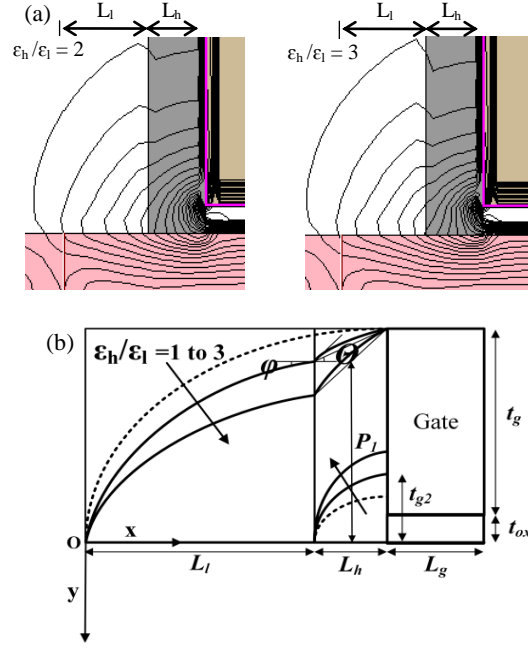 (a)
L_l L_h
ε_h/ε_l = 2
L_l L_h
ε_h/ε_l = 3
(b)
ε_h/ε_l =1 to 3
φ Θ
P_1
Gate
t_g
t_g2
t_ox
O x
L_l L_h L_g
y